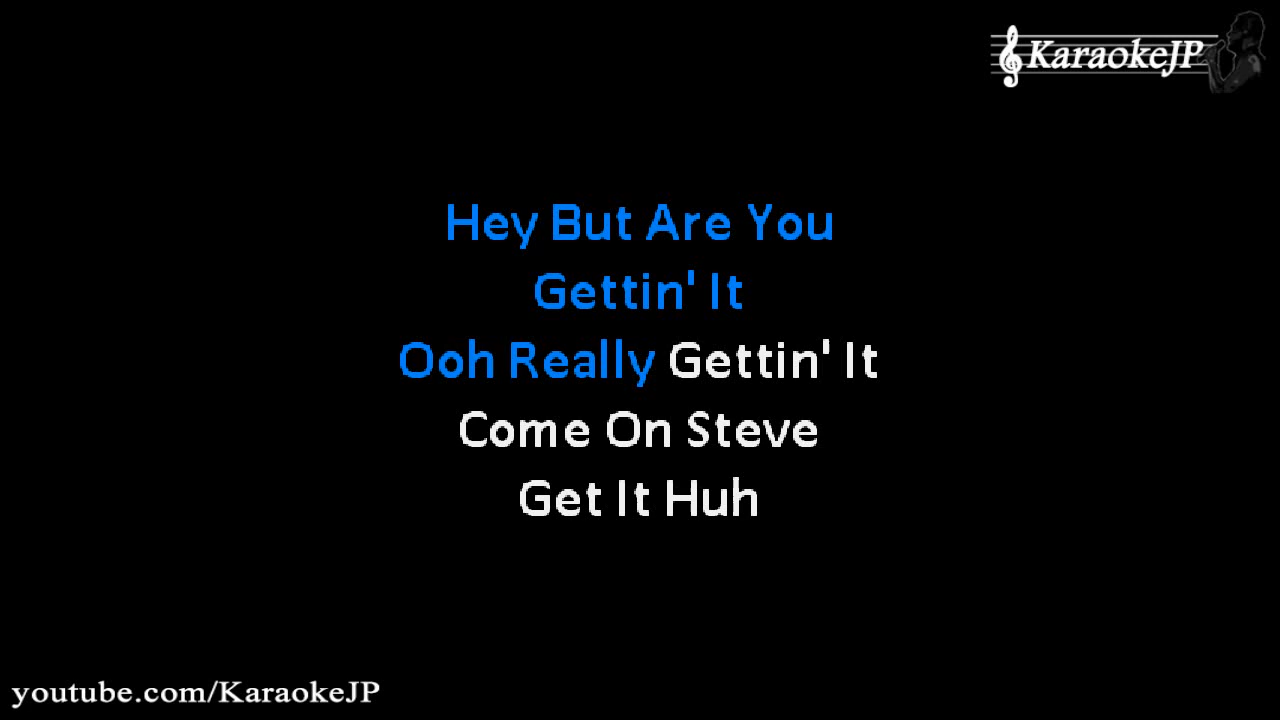 KaraokeJP
Hey But Are You
Gettin' It
Ooh Really Gettin' It
Come On Steve
Get It Huh
youtube.com/KaraokeJP